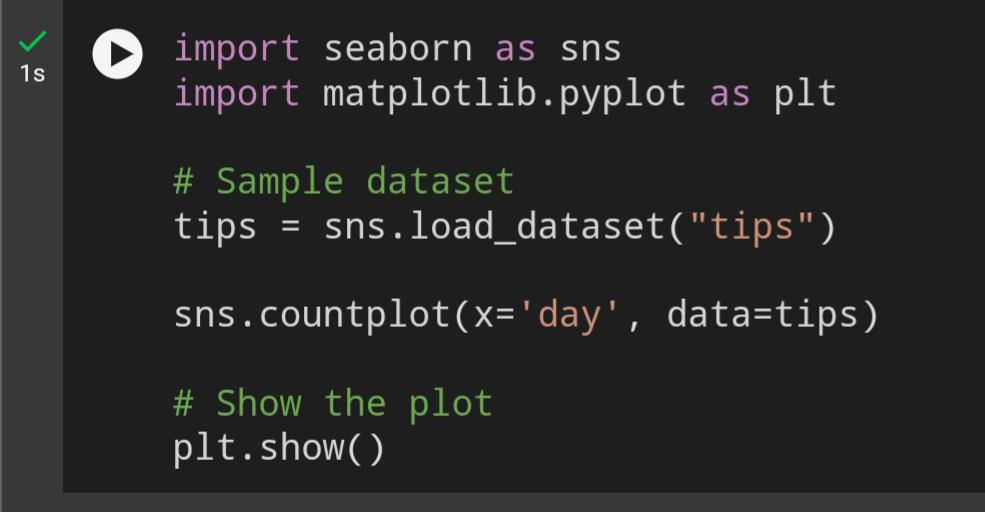 1s
import seaborn as sns
import matplotlib.pyplot as plt
# Sample dataset
tips = sns.load_dataset("tips")
sns.countplot(x='day', data=tips)
# Show the plot
plt.show()